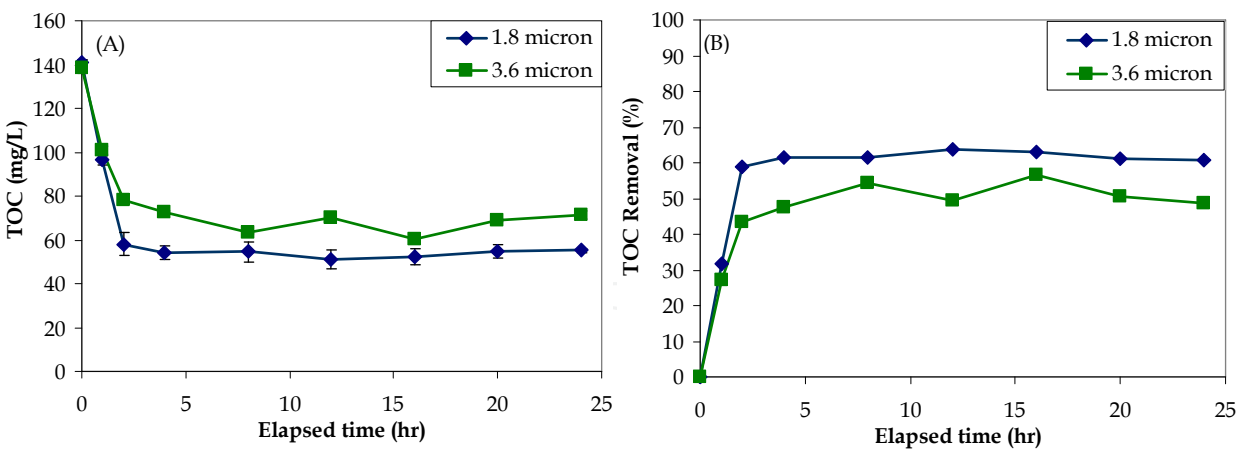 (A)
1.8 micron
3.6 micron
TOC (mg/L)
160
140
120
100
80
60
40
20
0
0 5 10 15 20 25
Elapsed time (hr)
(B)
1.8 micron
3.6 micron
TOC Removal (%)
100
90
80
70
60
50
40
30
20
10
0
0 5 10 15 20 25
Elapsed time (hr)